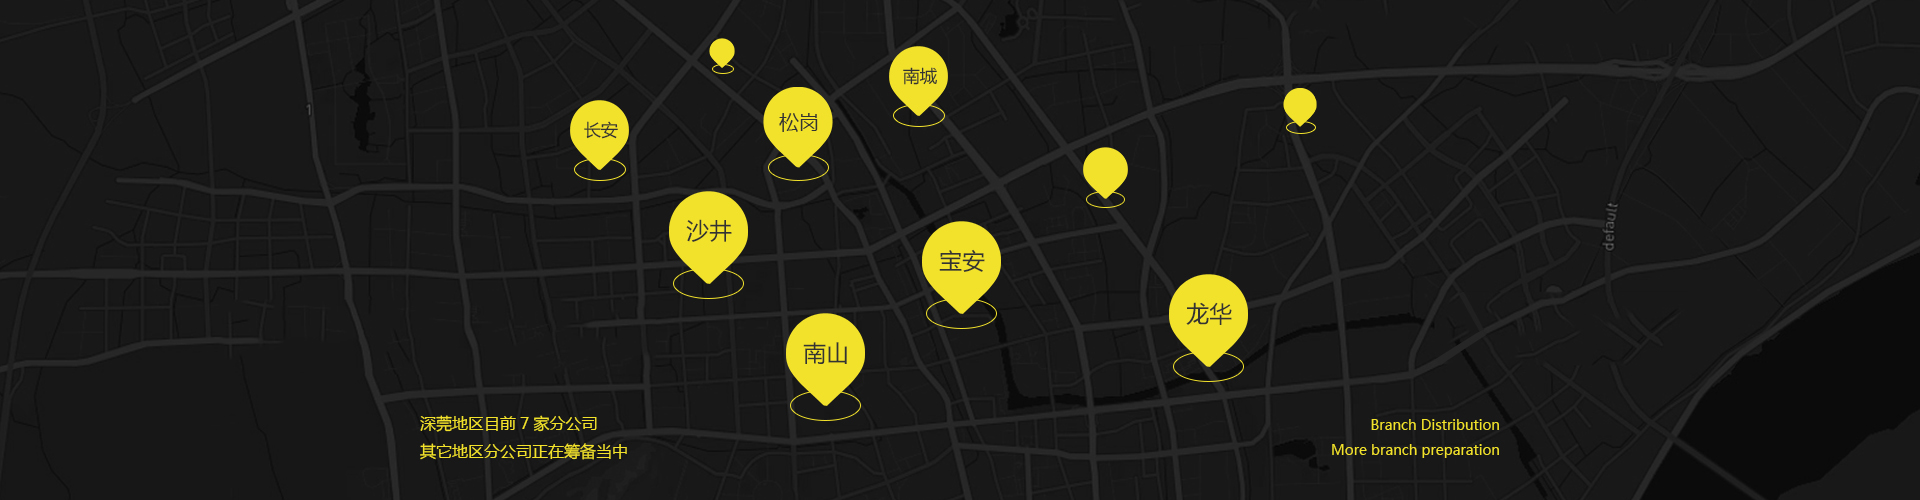 南城
松岗
长安
沙井
宝安
龙华
南山
default
深莞地区目前 7 家分公司
其它地区分公司正在筹备当中
Branch Distribution
More branch preparation